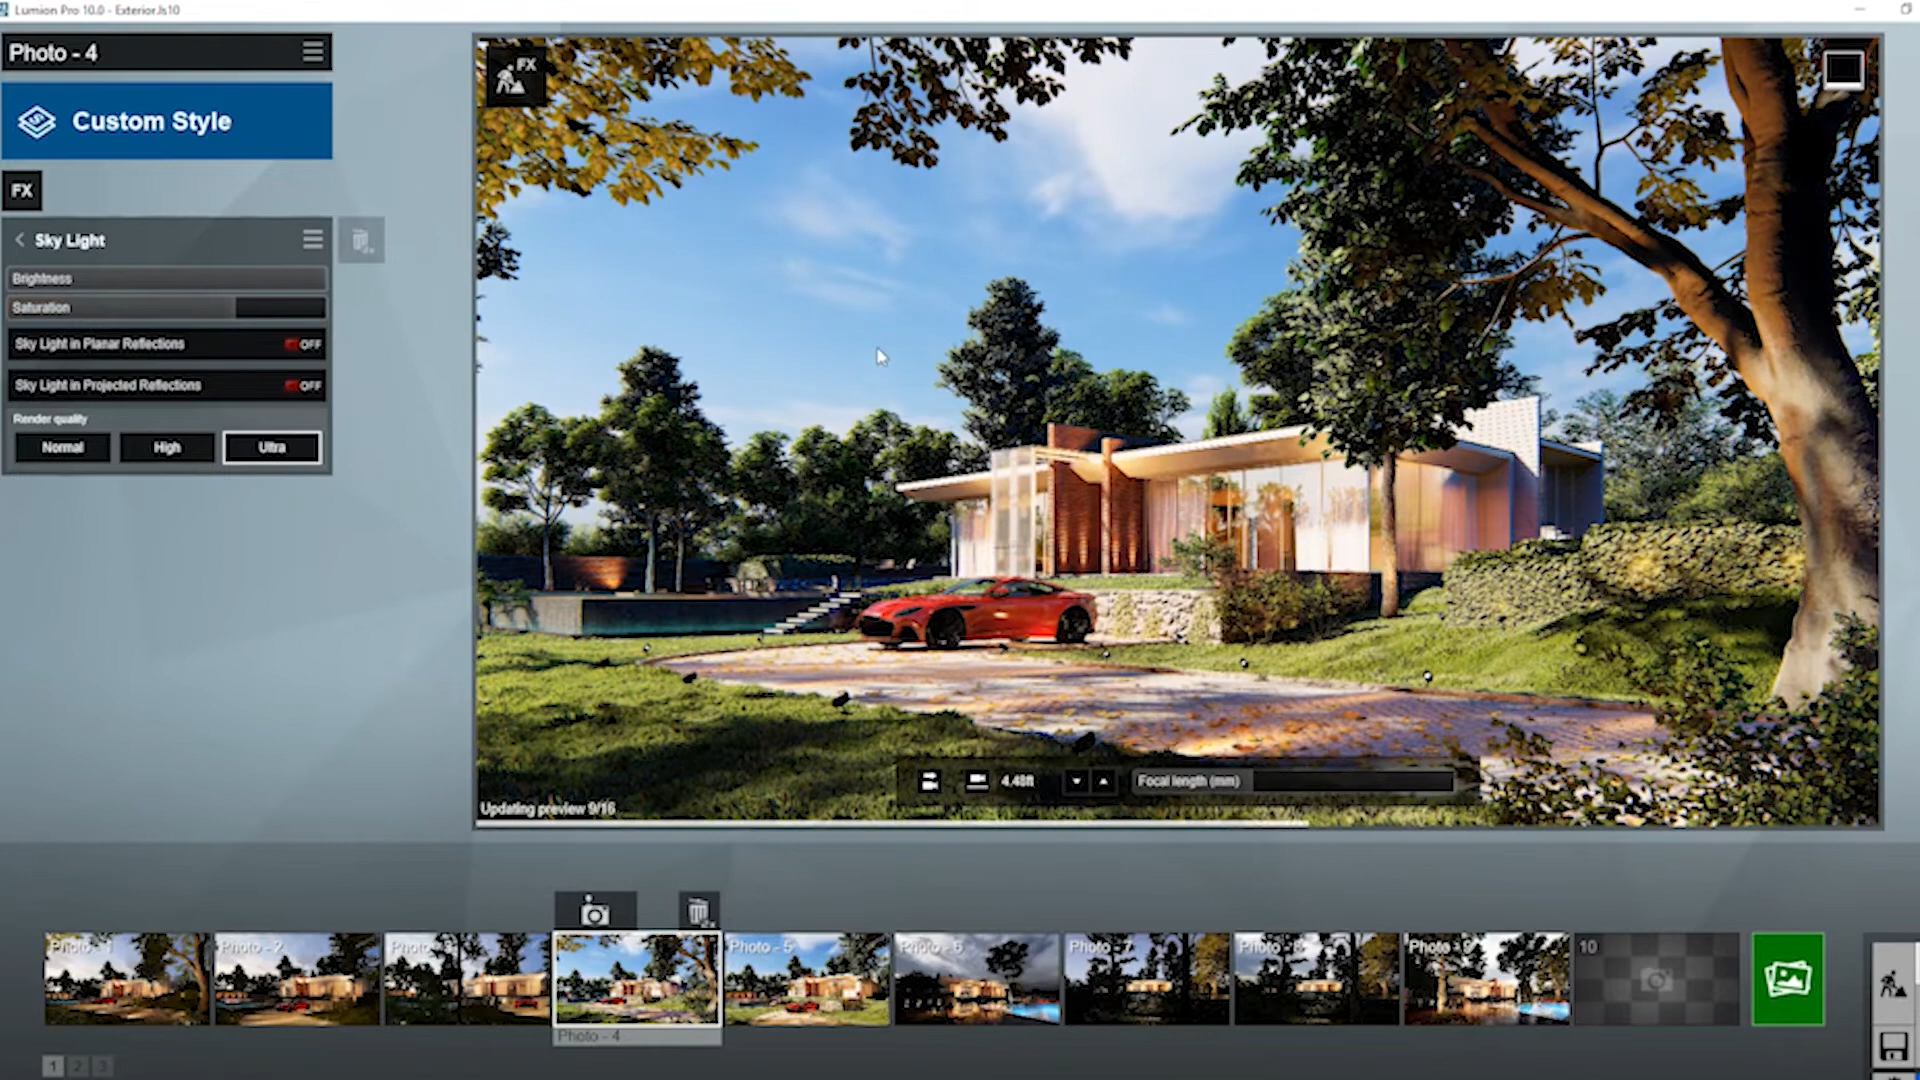 Lumion Pro 10.0 - Exterior.ls10
Photo - 4
Custom Style
FX
FX
Sky Light
Brightness
Saturation
Sky Light in Planar Reflections OFF
Sky Light in Projected Reflections OFF
Render quality
Normal High Ultra
4.48ft
Focal length (mm)
Updating preview 9/16
Photo - 1
Photo - 2
Photo - 3
Photo - 5
Photo - 6
Photo - 7
Photo - 8
Photo - 9
10
Photo - 4
1 2 3